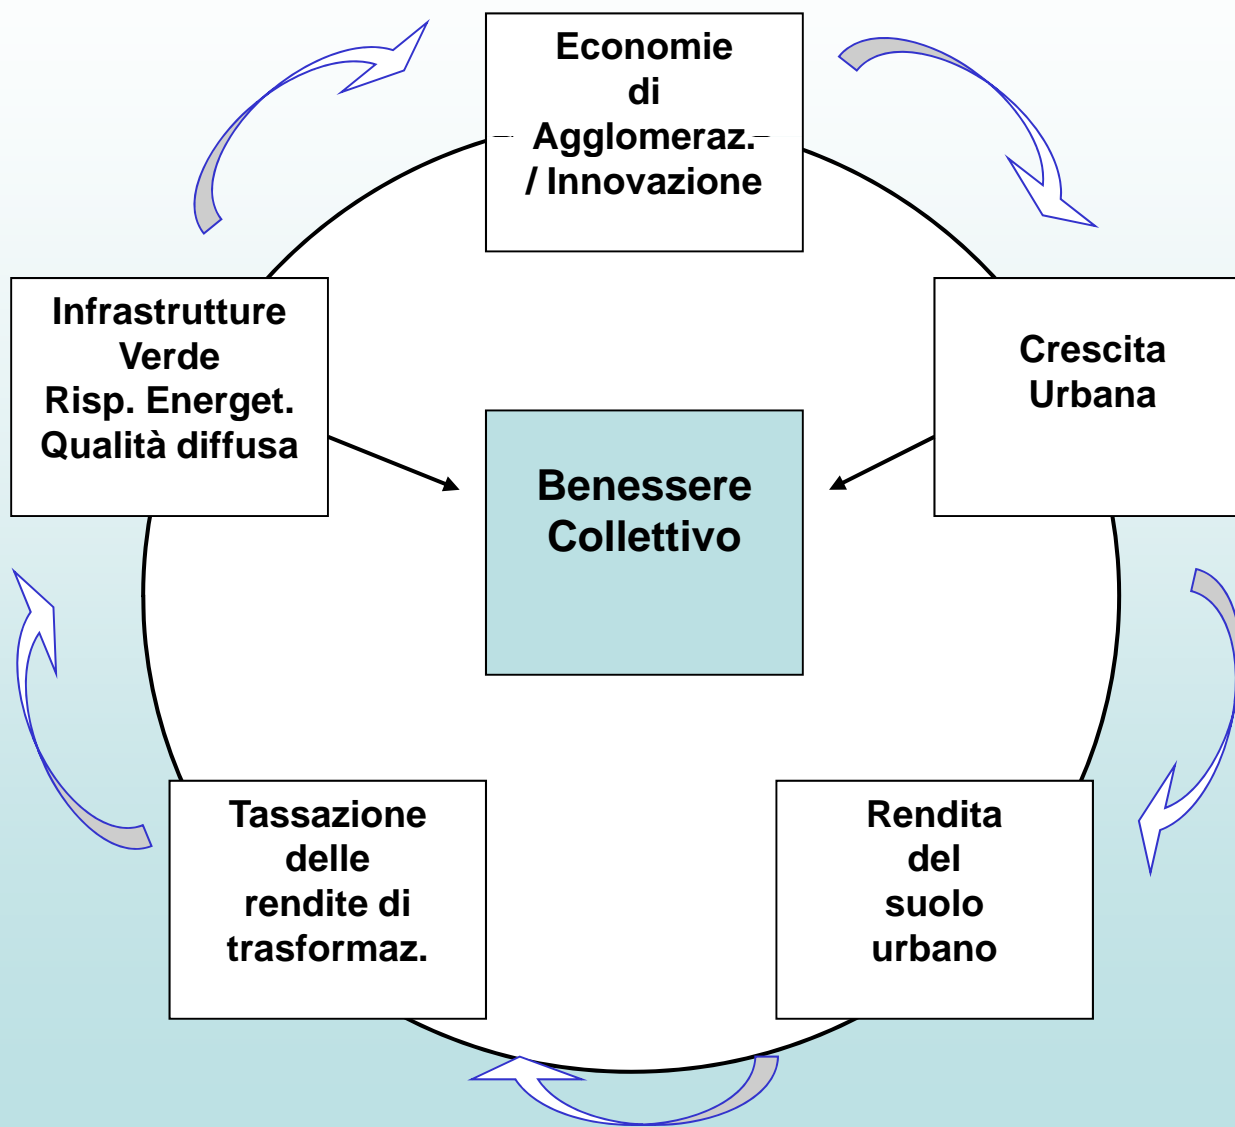 Economie
di
Agglomeraz.
/ Innovazione
Infrastrutture
Verde
Risp. Energet.
Qualità diffusa
Crescita
Urbana
Benessere
Collettivo
Tassazione
delle
rendite di
trasformaz.
Rendita
del
suolo
urbano